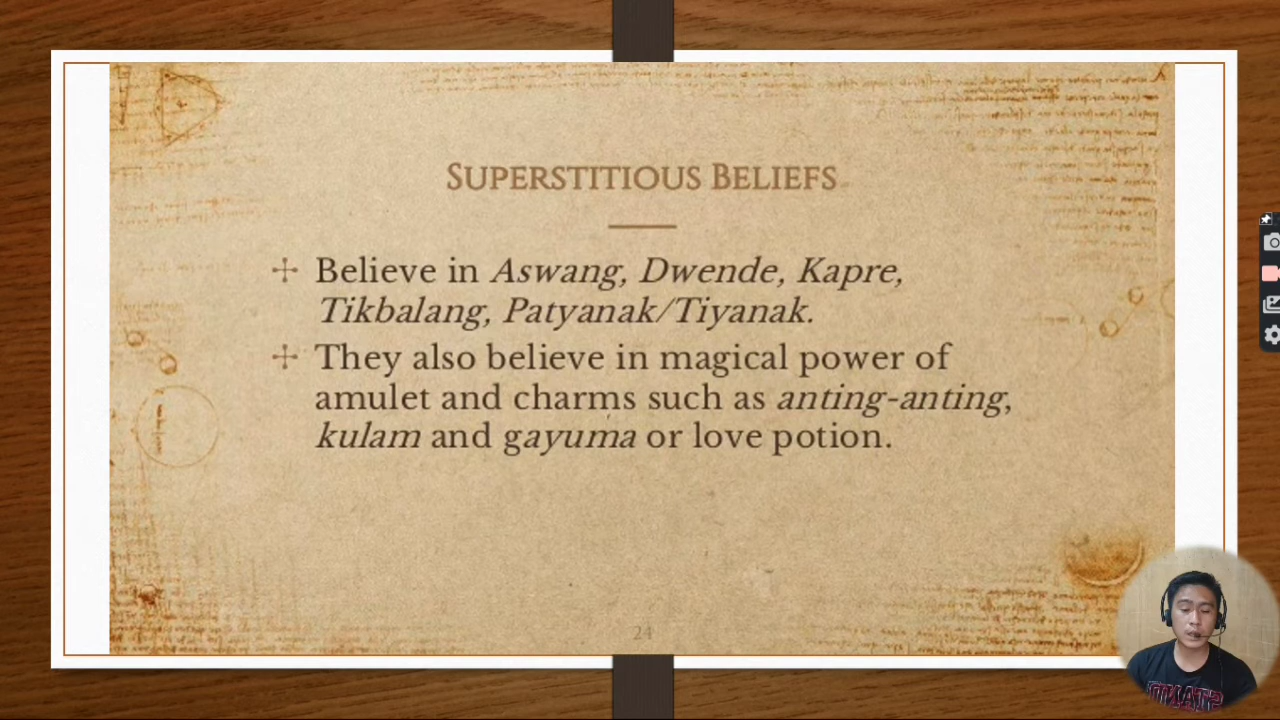 Superstitious Beliefs
Believe in Aswang, Dwende, Kapre,
Tikbalang, Patyanak/Tiyanak.
They also believe in magical power of
amulet and charms such as anting-anting,
kulam and gayuma or love potion.
24